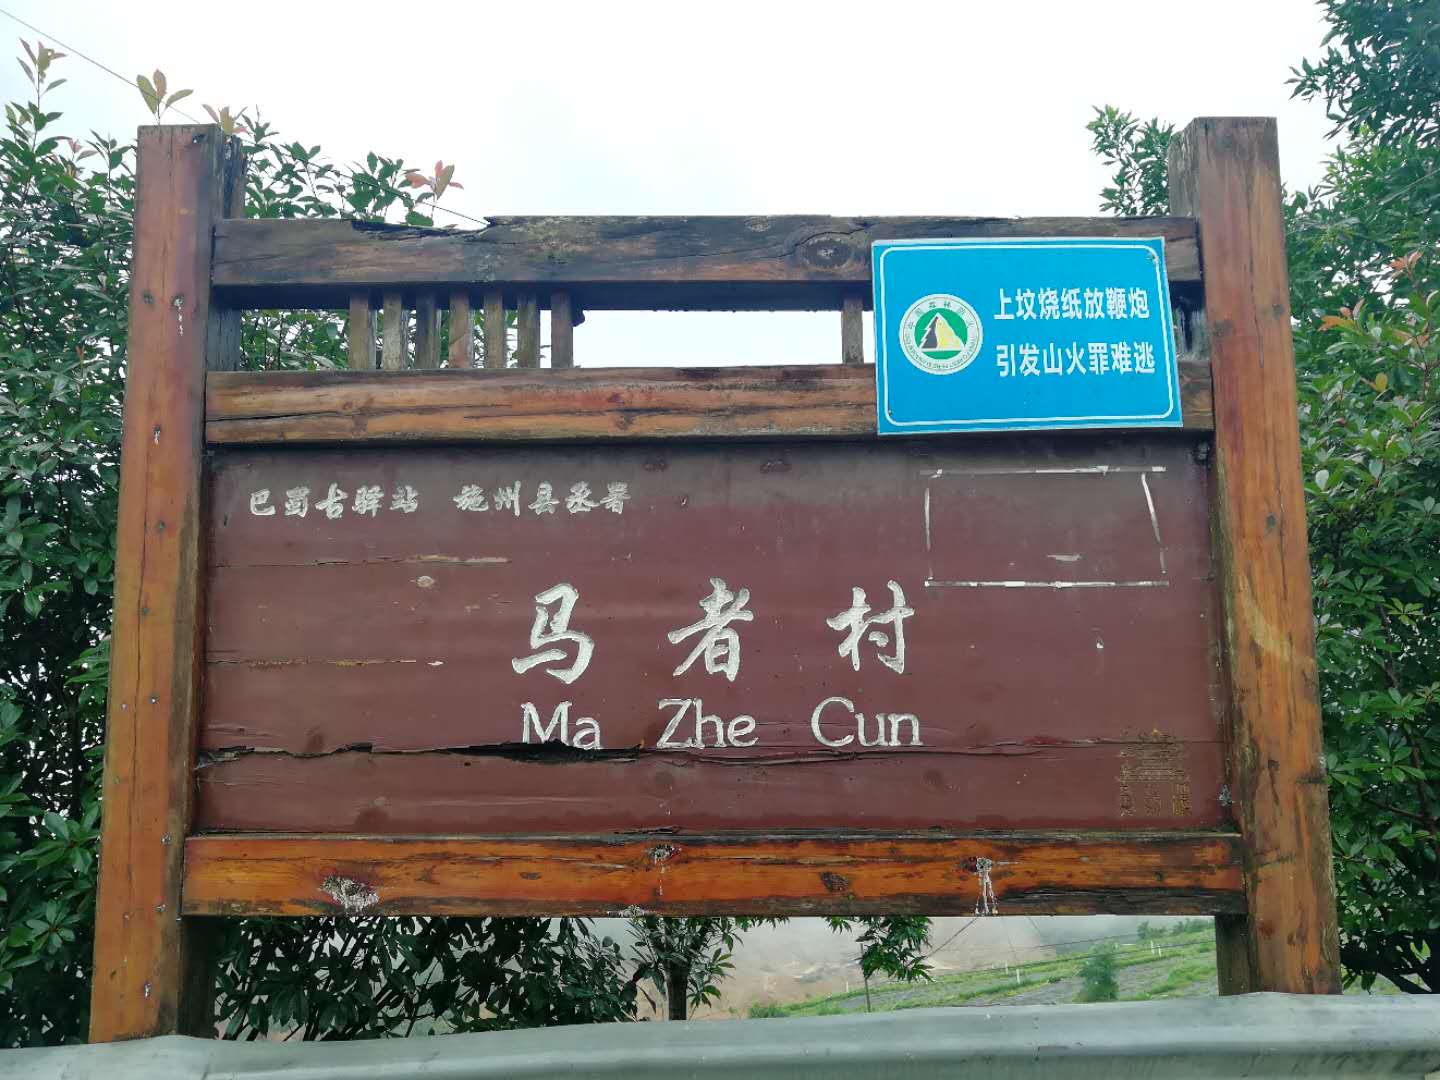 上坟烧纸放鞭炮
引发山火罪难逃
巴蜀古驿站 施州县丞署
马者村
Ma Zhe Cun